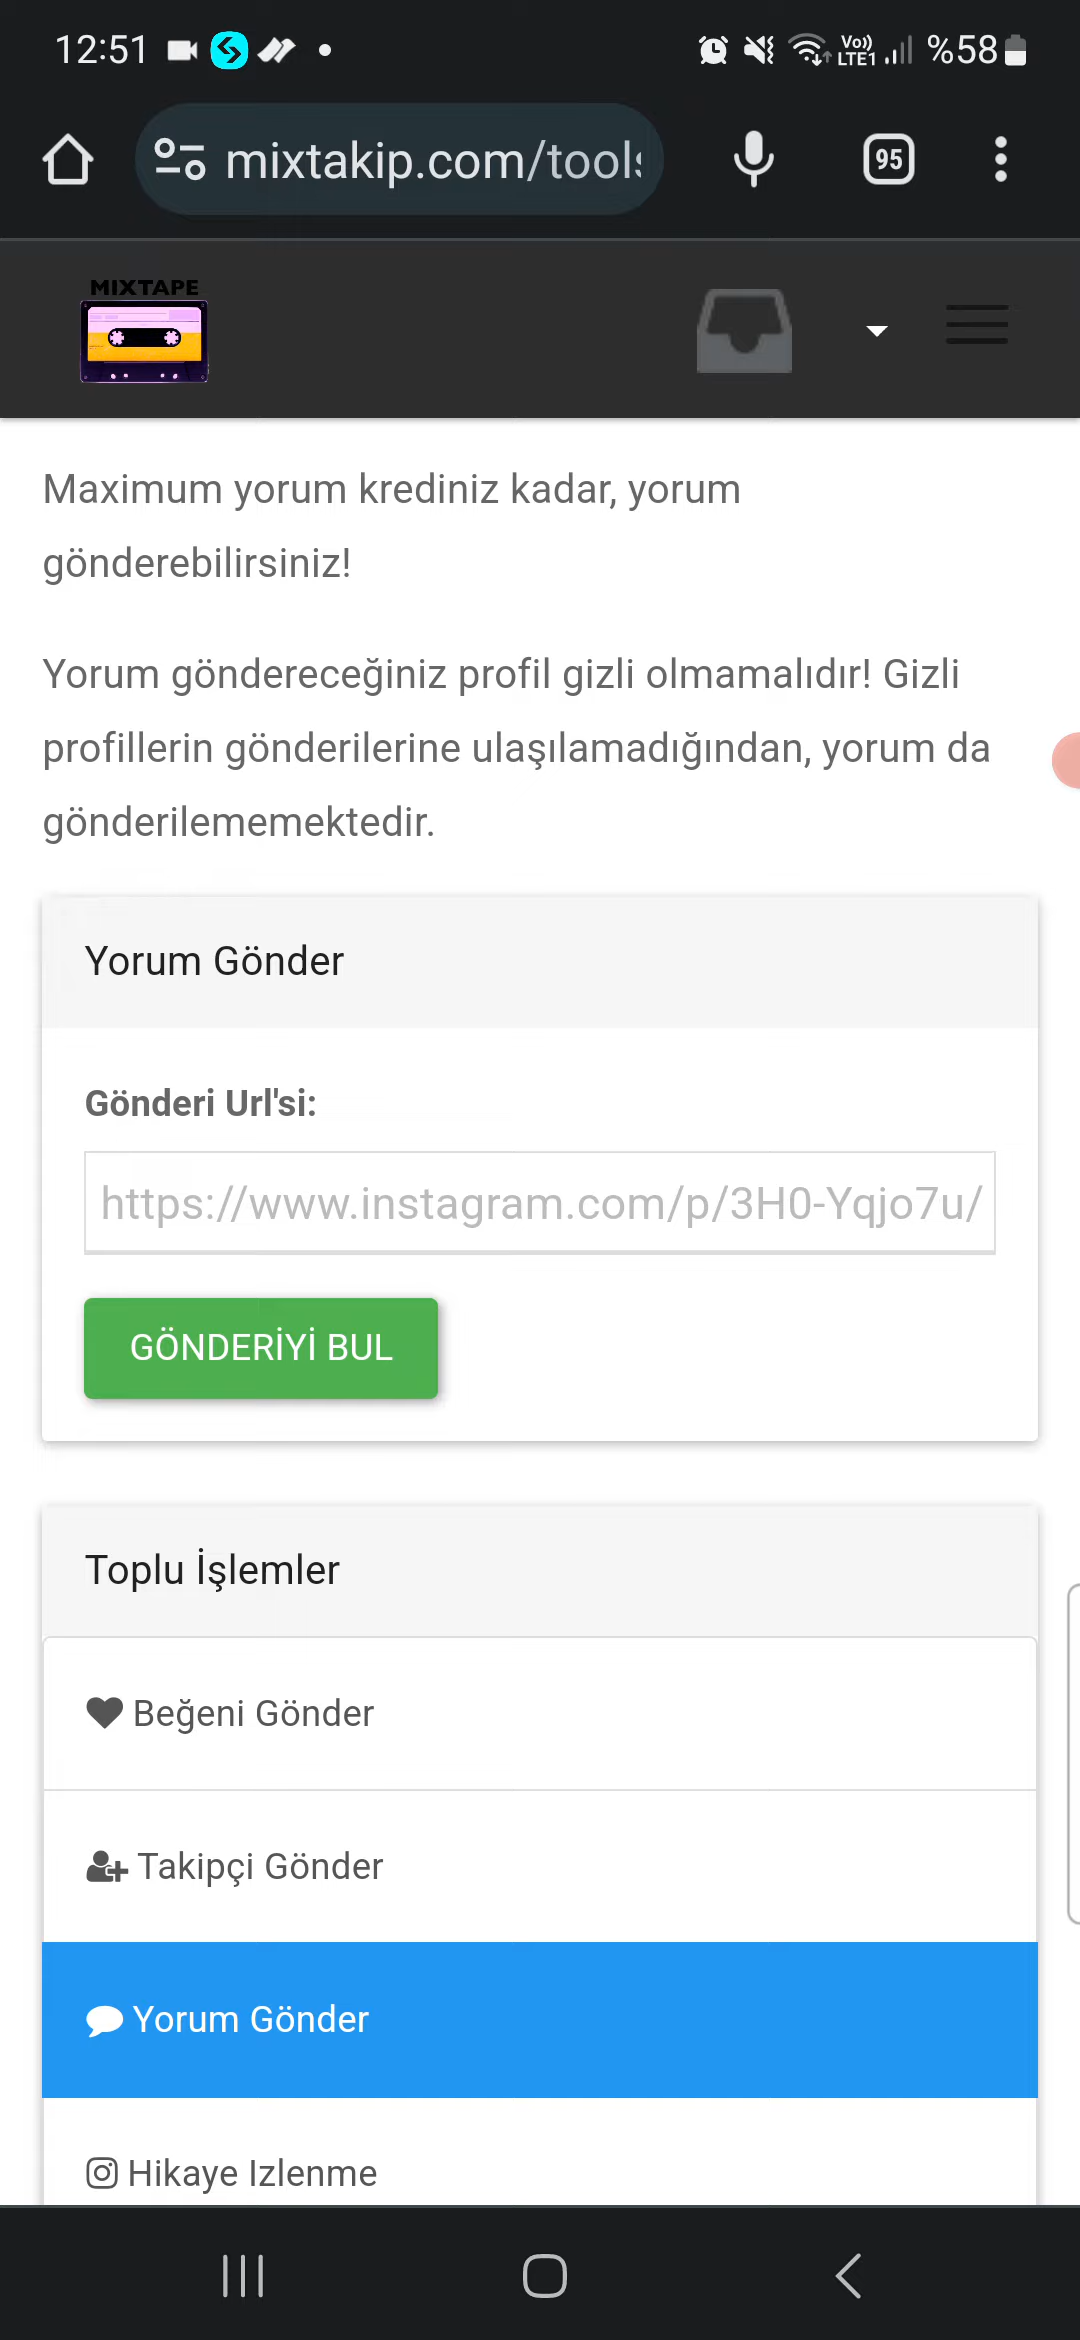 12:51
Vo)) LTE1 %58
mixtakip.com/tools
95
MIXTAPE
Maximum yorum krediniz kadar, yorum
gönderebilirsiniz!
Yorum göndereceğiniz profil gizli olmamalıdır! Gizli
profillerin gönderilerine ulaşılamadığından, yorum da
gönderilememektedir.
Yorum Gönder
Gönderi Url'si:
https://www.instagram.com/p/3H0-Yqjo7u/
GÖNDERİYİ BUL
Toplu İşlemler
Beğeni Gönder
Takipçi Gönder
Yorum Gönder
Hikaye Izlenme